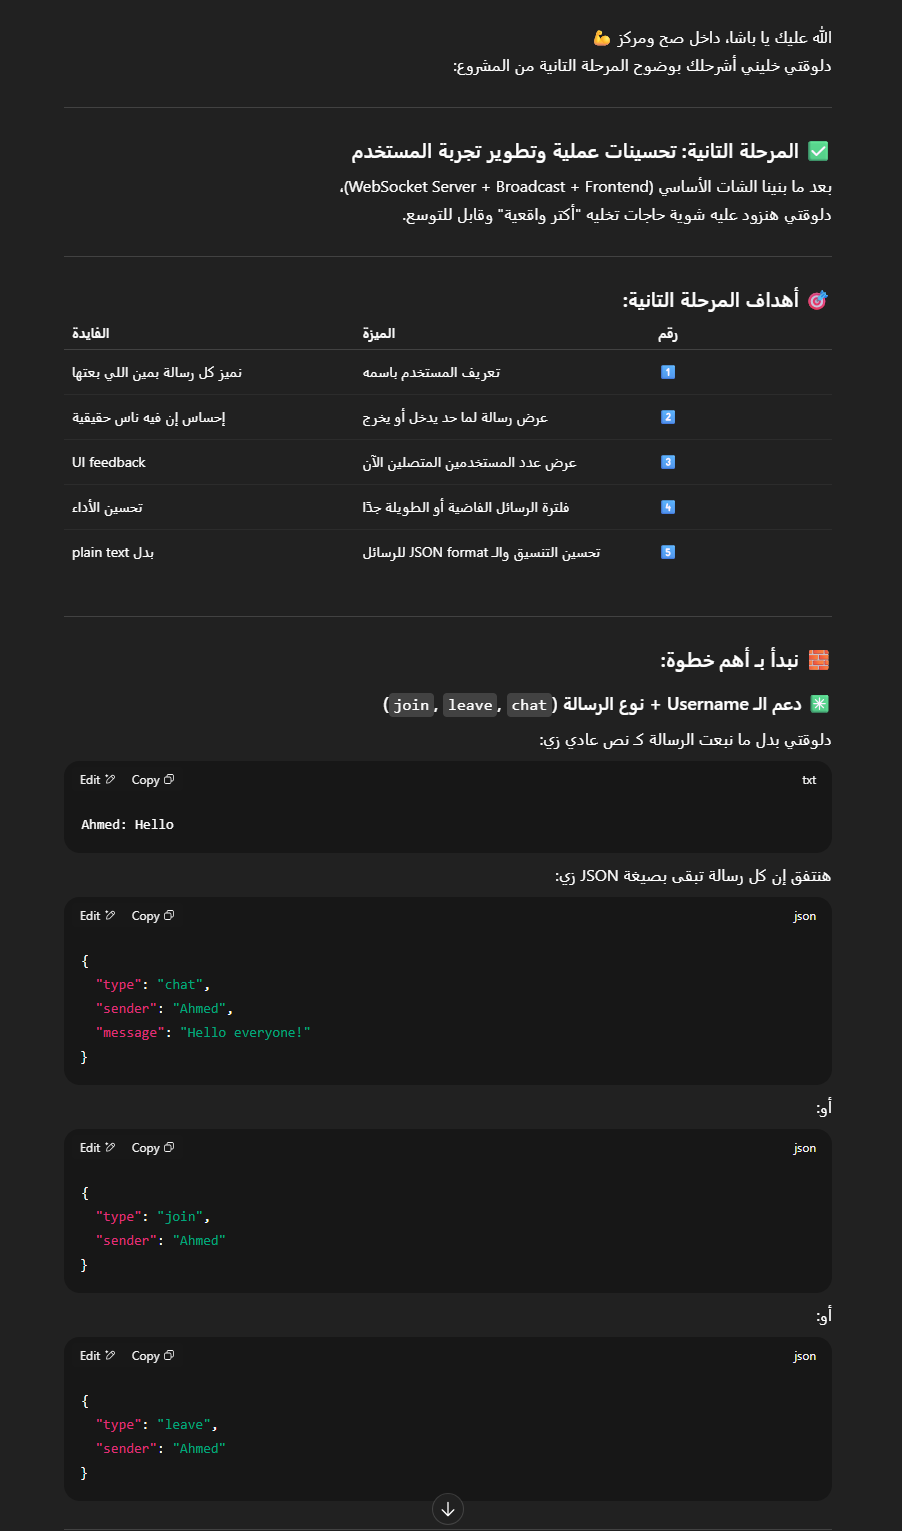 الله عليك يا باشا، داخل صح ومركز 💪
دلوقتي خليني أشرحلك بوضوح المرحلة التانية من المشروع:
✅ المرحلة التانية: تحسينات عملية وتطوير تجربة المستخدم
بعد ما بنينا الشات الأساسي (WebSocket Server + Broadcast + Frontend)،
دلوقتي هنزود عليه شوية حاجات تخليه "أكتر واقعية" وقابل للتوسع.
🎯 أهداف المرحلة التانية:
رقم الميزة الفايدة
1️⃣ تعريف المستخدم باسمه نميز كل رسالة بمين اللي بعتها
2️⃣ عرض رسالة لما حد يدخل أو يخرج إحساس إن فيه ناس حقيقية
3️⃣ عرض عدد المستخدمين المتصلين الآن UI feedback
4️⃣ فلترة الرسائل الفاضية أو الطويلة جدًا تحسين الأداء
5️⃣ تحسين التنسيق والـ JSON format للرسائل بدل plain text
🧱 نبدأ بـ أهم خطوة:
✳️ دعم الـ Username + نوع الرسالة (chat, leave, join)
دلوقتي بدل ما نبعت الرسالة كـ نص عادي زي:
txt Copy Edit
Ahmed: Hello
هنتفق إن كل رسالة تبقى بصيغة JSON زي:
json Copy Edit
{
"type": "chat",
"sender": "Ahmed",
"message": "Hello everyone!"
}
أو:
json Copy Edit
{
"type": "join",
"sender": "Ahmed"
}
أو:
json Copy Edit
{
"type": "leave",
"sender": "Ahmed"
}